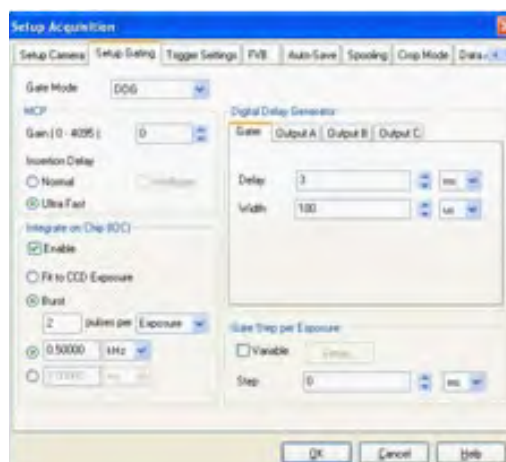 Setup Acquisition
Setup Camera Setup Gating Trigger Settings FVB Auto-Save Spooling Crop Mode Data
Gate Mode DDG
MCP
Gain ( 0 - 4095 ) 0
Insertion Delay
Normal
Ultra Fast
Integrate on Chip (IOC)
Enable
Fit to CCD Exposure
Burst
2 pulses per Exposure
0.50000 kHz
Digital Delay Generator
Gate Output A Output B Output C
Delay 3
Width 100 us
Gate Step per Exposure
Variable
Step 0
OK Cancel Help